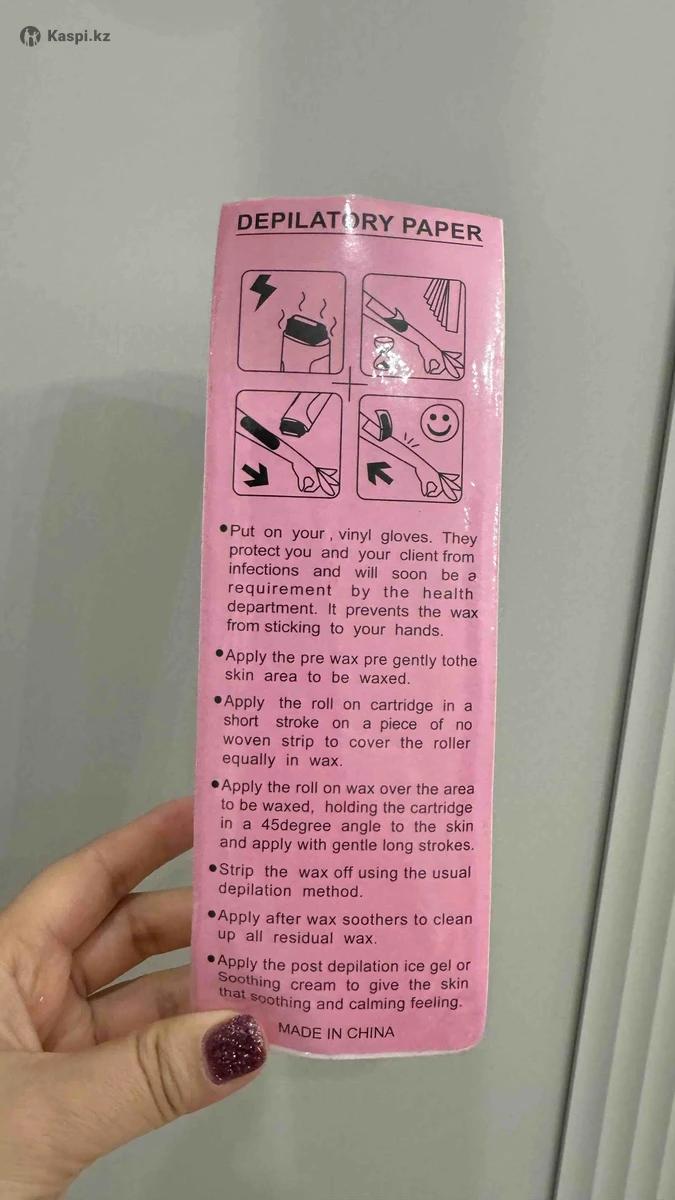 Kaspi.kz
DEPILATORY PAPER
•Put on your , vinyl gloves. They
protect you and your client from
infections and will soon be a
requirement by the health
department. It prevents the wax
from sticking to your hands.
•Apply the pre wax pre gently tothe
skin area to be waxed.
•Apply the roll on cartridge in a
short stroke on a piece of no
woven strip to cover the roller
equally in wax.
•Apply the roll on wax over the area
to be waxed, holding the cartridge
in a 45degree angle to the skin
and apply with gentle long strokes.
•Strip the wax off using the usual
depilation method.
•Apply after wax soothers to clean
up all residual wax.
•Apply the post depilation ice gel or
Soothing cream to give the skin
that soothing and calming feeling.
MADE IN CHINA